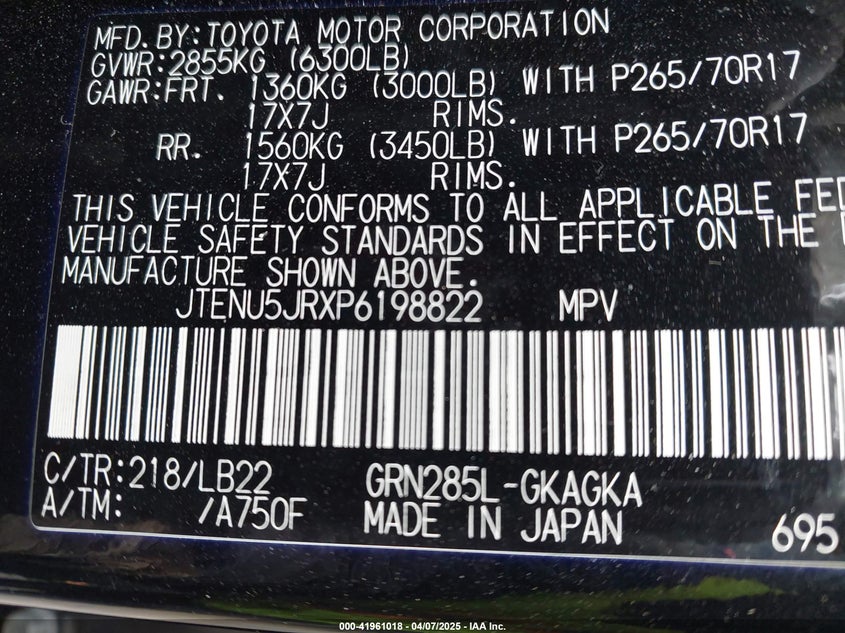 MFD.BY:TOYOTA MOTOR CORPORATION
GVWR:2855KG (6300LB)
GAWR:FRT. 1360KG (3000LB) WITH P265/70R17
17X7J RIMS.
RR. 1560KG (3450LB) WITH P265/70R17
17X7J RIMS.
THIS VEHICLE CONFORMS TO ALL APPLICABLE FED
VEHICLE SAFETY STANDARDS IN EFFECT ON THE
MANUFACTURE SHOWN ABOVE.
JTENU5JRXP6198822 MPV
C/TR:218/LB22 GRN285L-GKAGKA
A/TM: /A750F MADE IN JAPAN 695
000-41961018 - 04/07/2025 - IAA Inc.